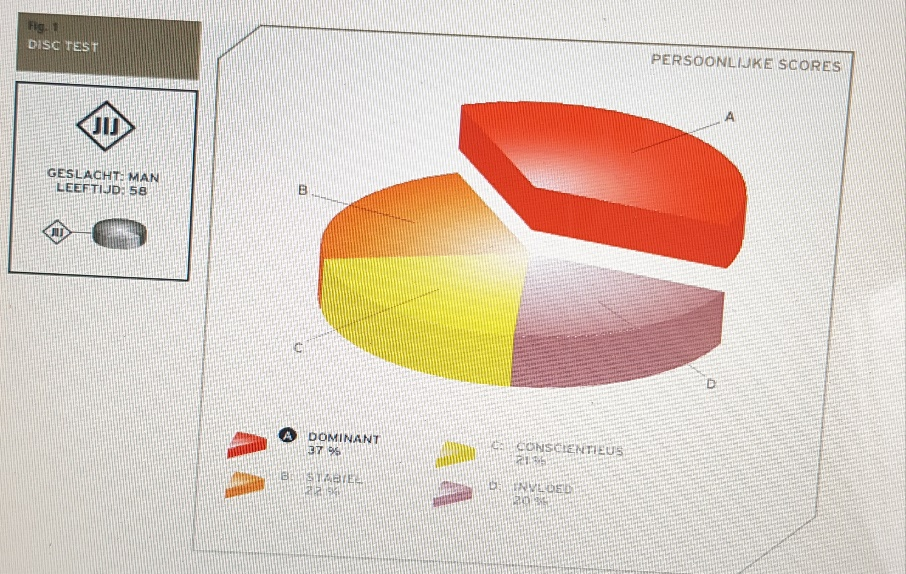 Fig. 1
DISC TEST
JIJ
GESLACHT: MAN
LEEFTIJD: 58
JIJ
PERSOONLIJKE SCORES
A
B
C
D
A DOMINANT
37 %
B. STABIEL
22 %
C. CONSCIENTIEUS
21 %
D. INVLOED
20 %